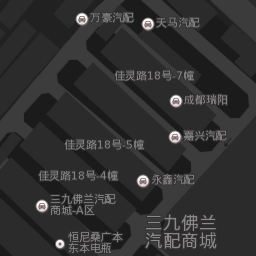 万豪汽配
天马汽配
佳灵路18号-7幢
成都瑞阳
嘉兴汽配
佳灵路18号-5幢
佳灵路18号-4幢
永鑫汽配
三九佛兰汽配
商城-A区
三九佛兰
汽配商城
恒尼桑广本
东本电瓶